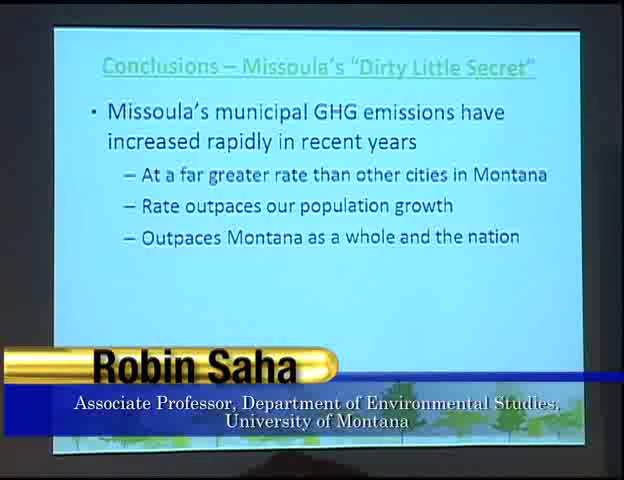 Conclusions – Missoula's "Dirty Little Secret"
• Missoula's municipal GHG emissions have
increased rapidly in recent years
– At a far greater rate than other cities in Montana
– Rate outpaces our population growth
– Outpaces Montana as a whole and the nation
Robin Saha
Associate Professor, Department of Environmental Studies,
University of Montana